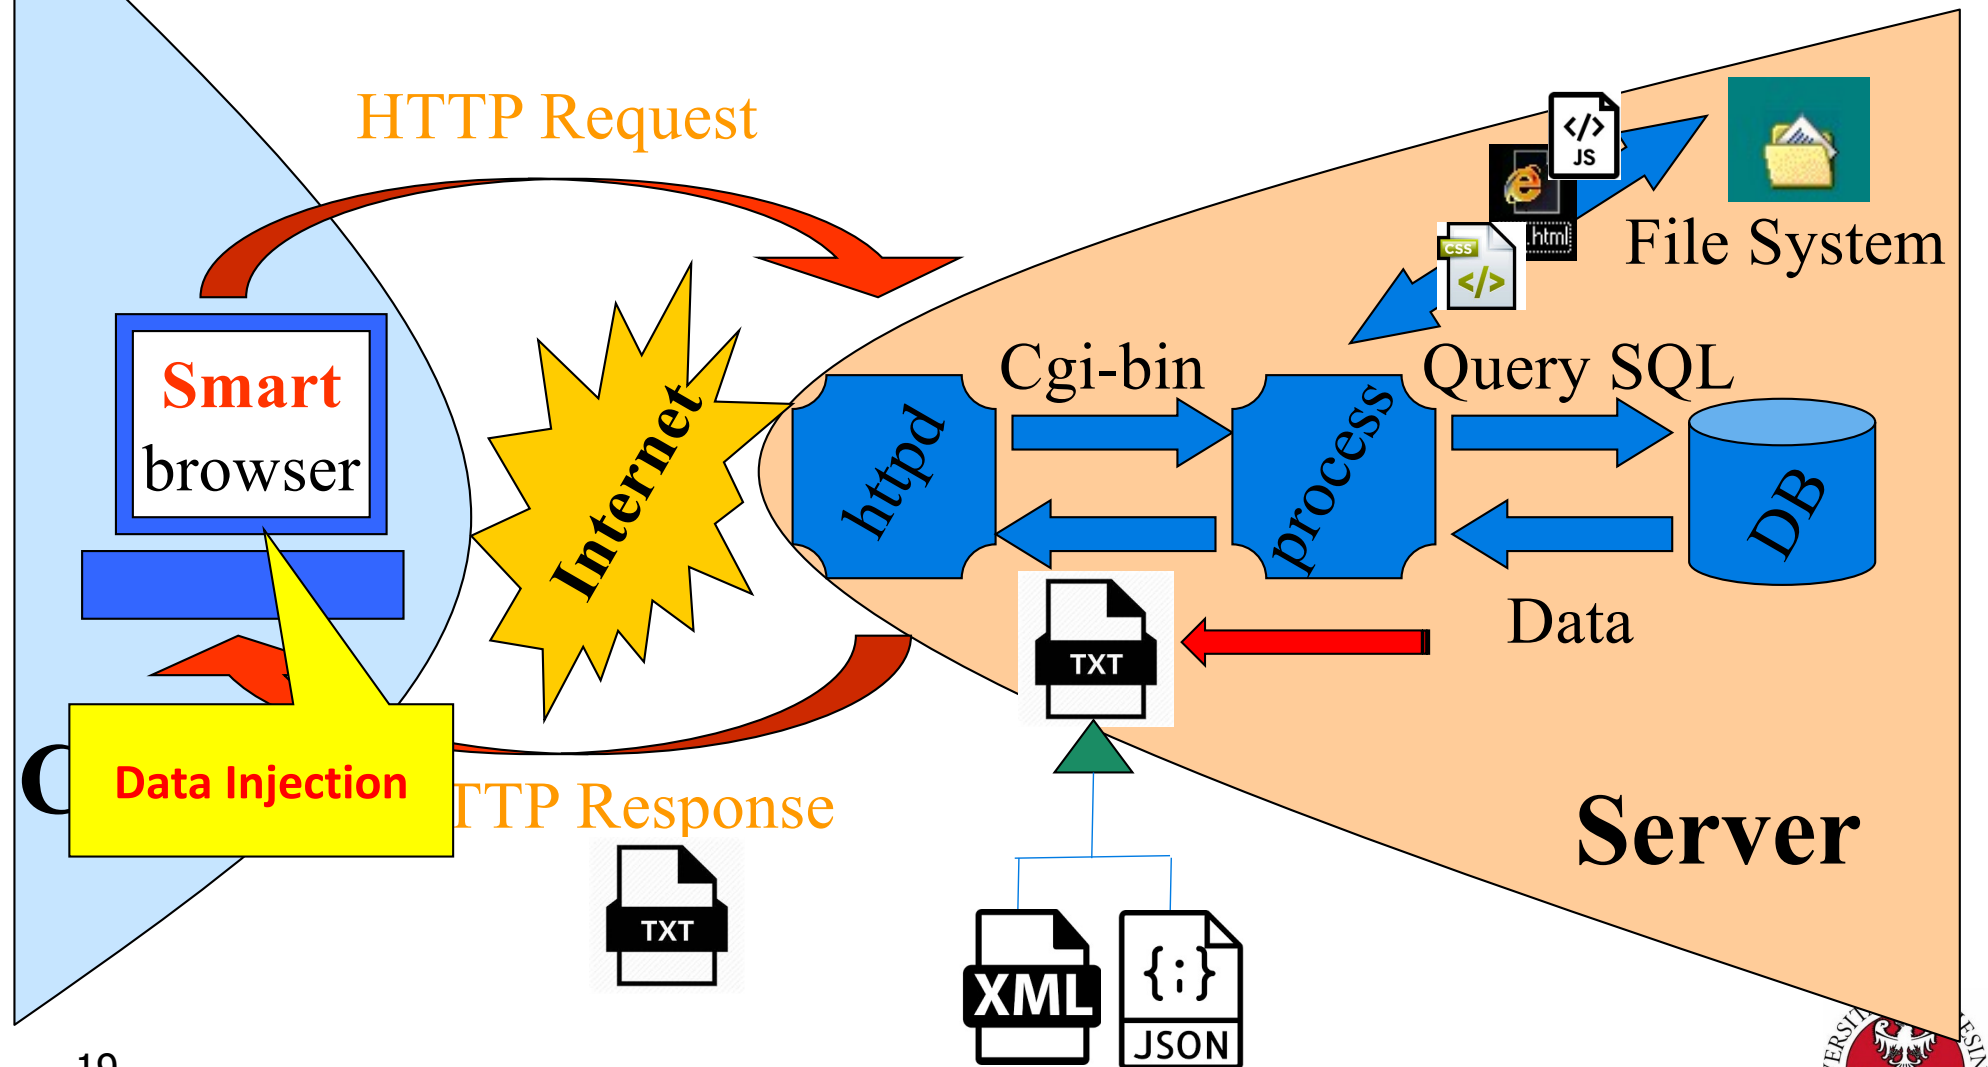 HTTP Request
</>
JS
.html
CSS
</>
File System
Smart
browser
Internet
httpd
Cgi-bin
process
Query SQL
DB
Data
TXT
Data Injection
TTP Response
TXT
Server
XML
{;}
JSON
19